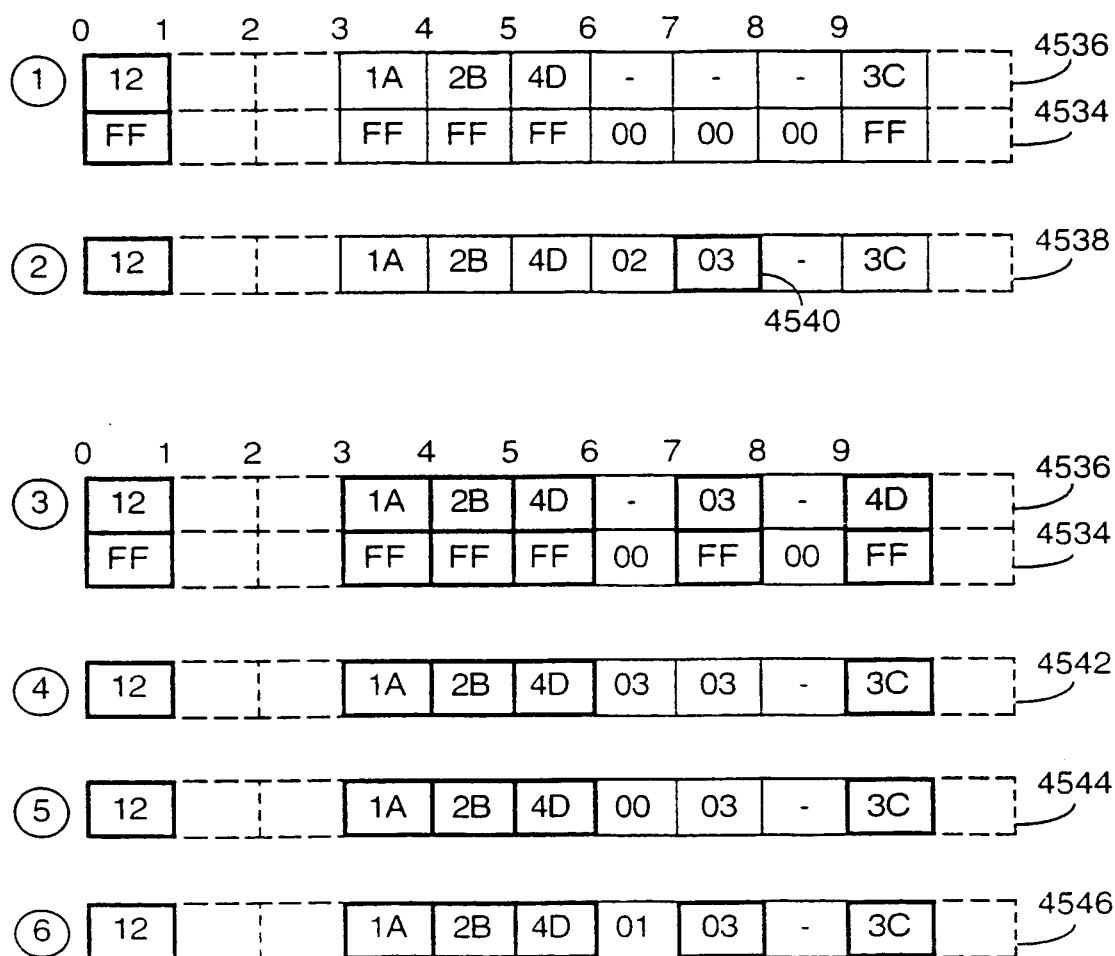 0 1 2 3 4 5 6 7 8 9
1 12 1A 2B 4D - - - 3C 4536
FF FF FF FF 00 00 00 FF 4534
2 12 1A 2B 4D 02 03 - 3C 4538
4540
0 1 2 3 4 5 6 7 8 9
3 12 1A 2B 4D - 03 - 4D 4536
FF FF FF FF 00 FF 00 FF 4534
4 12 1A 2B 4D 03 03 - 3C 4542
5 12 1A 2B 4D 00 03 - 3C 4544
6 12 1A 2B 4D 01 03 - 3C 4546